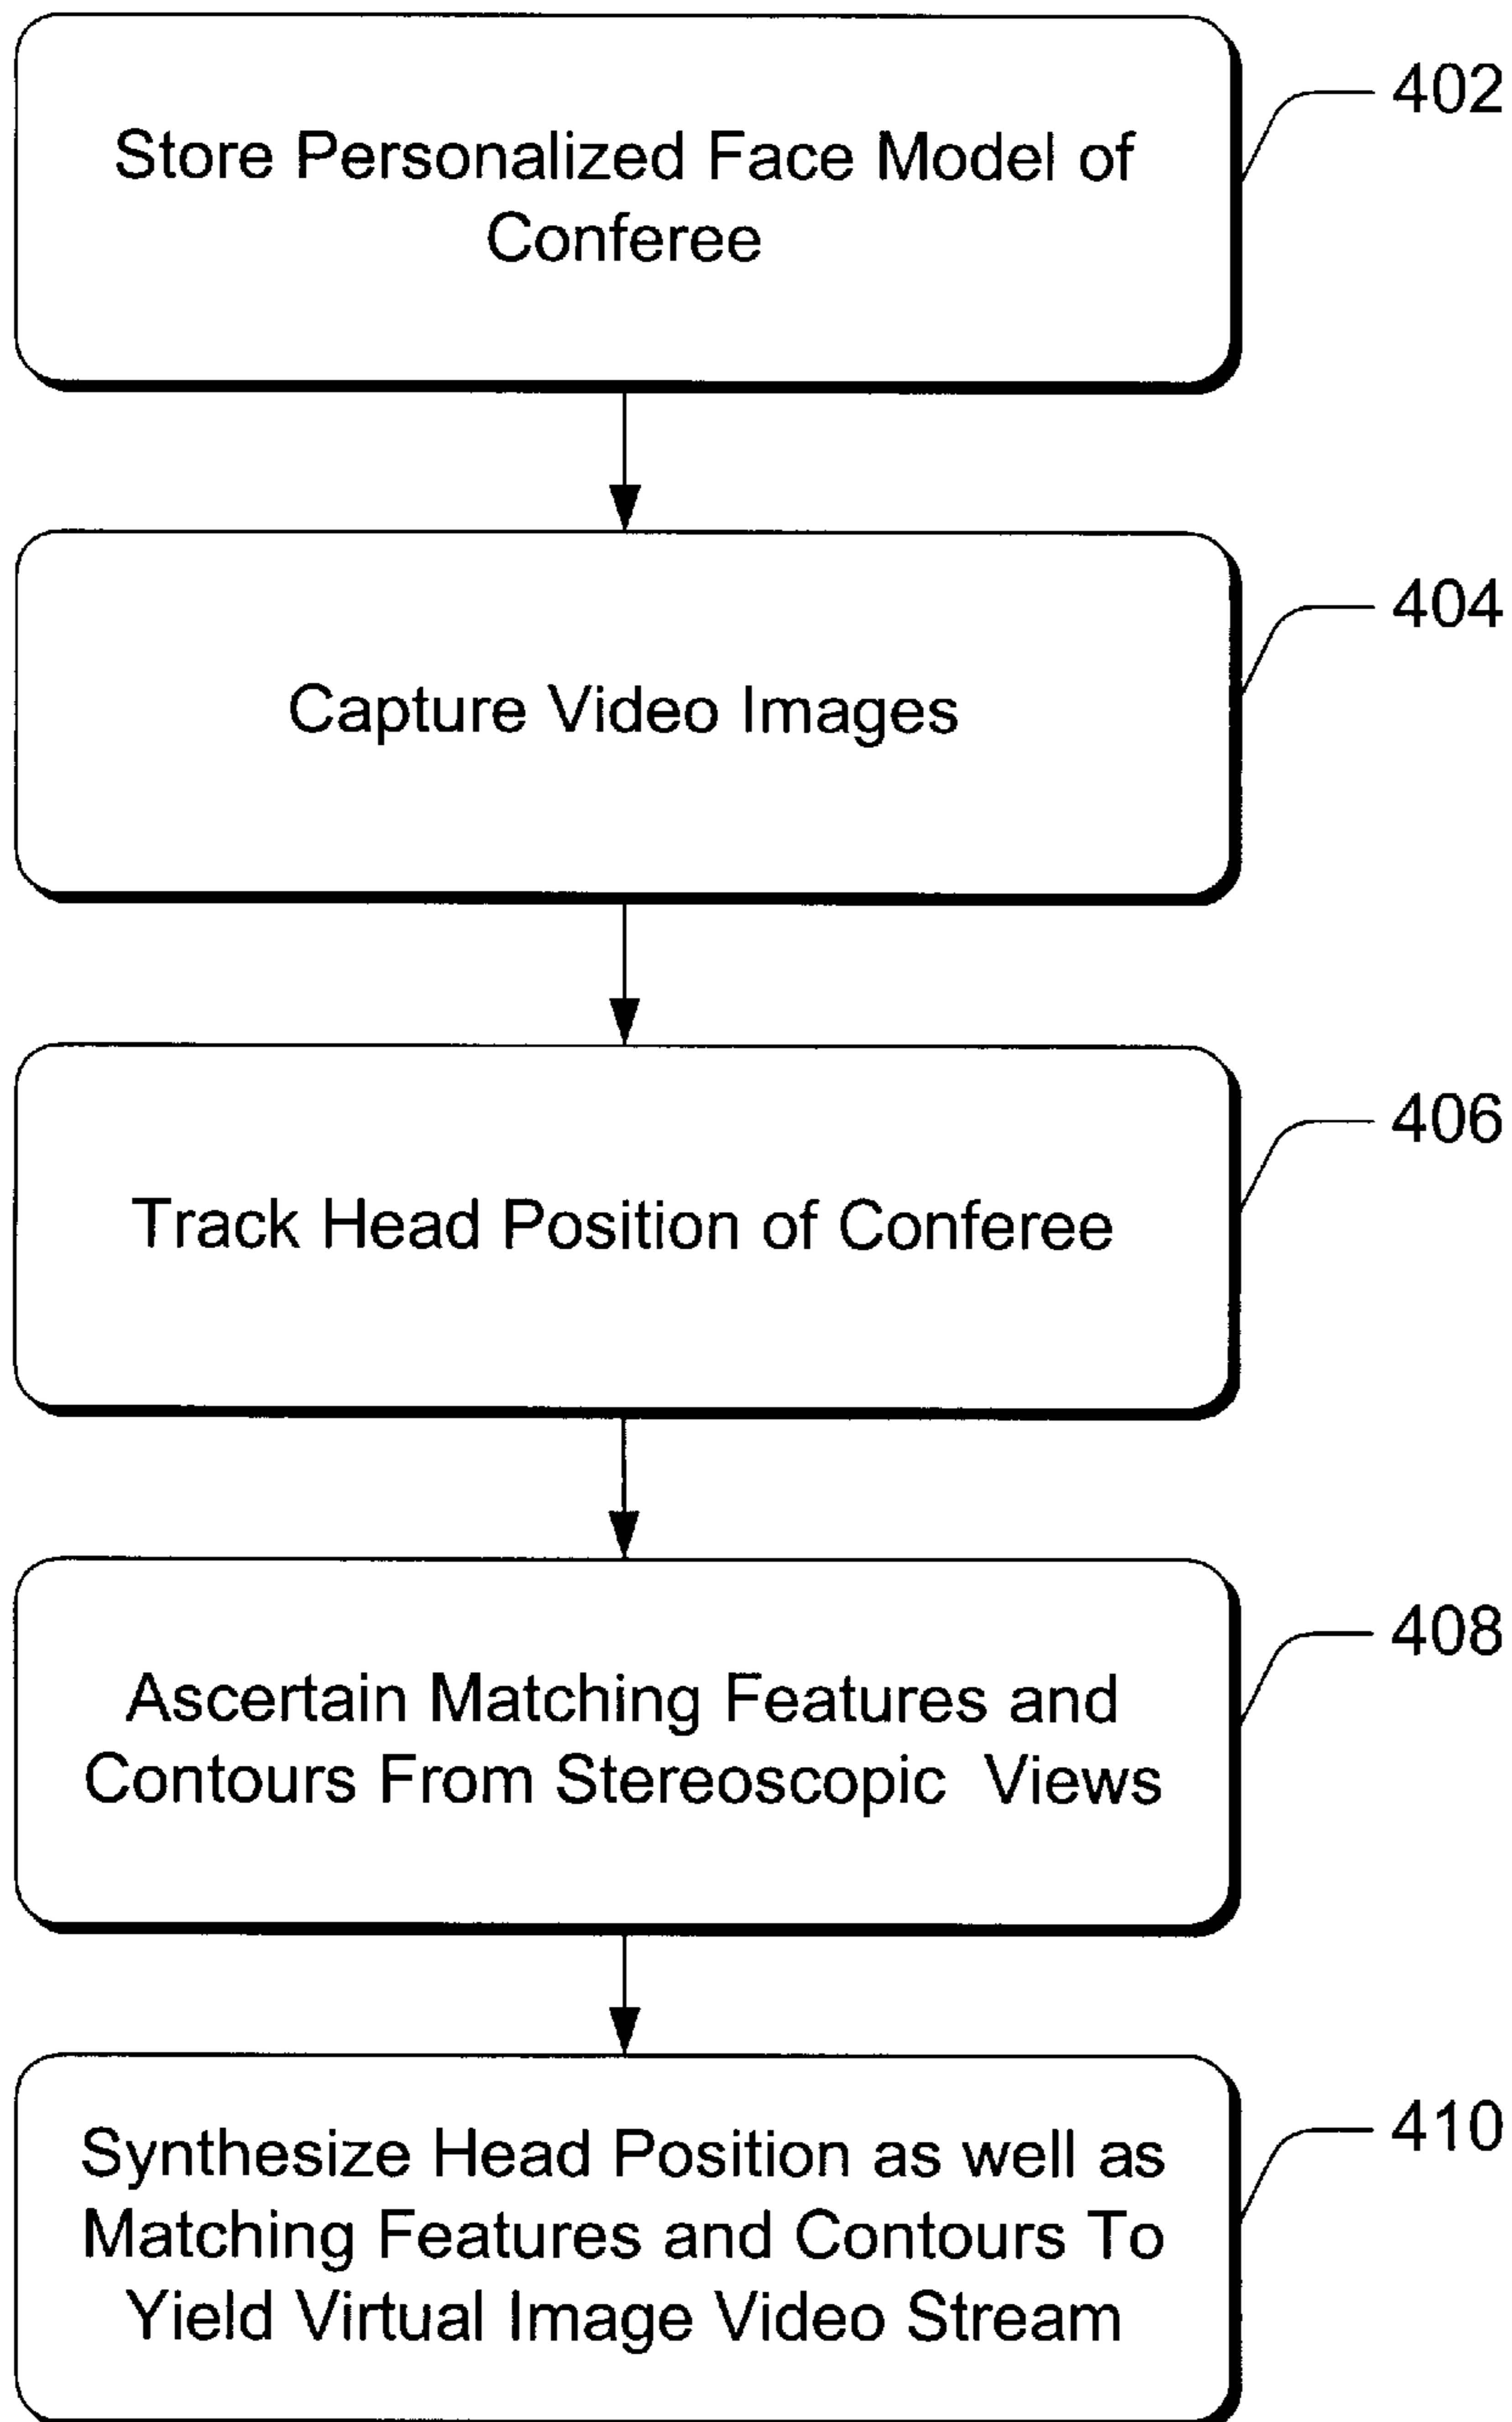 402
Store Personalized Face Model of
Conferee
404
Capture Video Images
406
Track Head Position of Conferee
408
Ascertain Matching Features and
Contours From Stereoscopic Views
410
Synthesize Head Position as well as
Matching Features and Contours To
Yield Virtual Image Video Stream